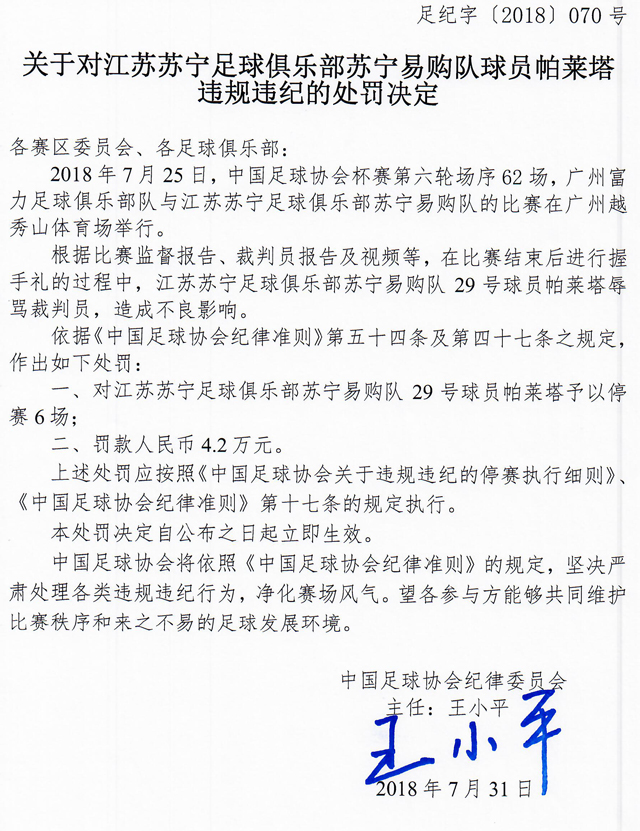 足纪字〔2018〕070 号
关于对江苏苏宁足球俱乐部苏宁易购队球员帕莱塔
违规违纪的处罚决定
各赛区委员会、各足球俱乐部：
2018 年 7 月 25 日，中国足球协会杯赛第六轮场序 62 场，广州富
力足球俱乐部队与江苏苏宁足球俱乐部苏宁易购队的比赛在广州越
秀山体育场举行。
根据比赛监督报告、裁判员报告及视频等，在比赛结束后进行握
手礼的过程中，江苏苏宁足球俱乐部苏宁易购队 29 号球员帕莱塔辱
骂裁判员，造成不良影响。
依据《中国足球协会纪律准则》第五十四条及第四十七条之规定，
作出如下处罚：
一、对江苏苏宁足球俱乐部苏宁易购队 29 号球员帕莱塔予以停
赛 6 场；
二、罚款人民币 4.2 万元。
上述处罚应按照《中国足球协会关于违规违纪的停赛执行细则》、
《中国足球协会纪律准则》第十七条的规定执行。
本处罚决定自公布之日起立即生效。
中国足球协会将依照《中国足球协会纪律准则》的规定，坚决严
肃处理各类违规违纪行为，净化赛场风气。望各参与方能够共同维护
比赛秩序和来之不易的足球发展环境。
中国足球协会纪律委员会
主任：王小平
王小平
2018 年 7 月 31 日